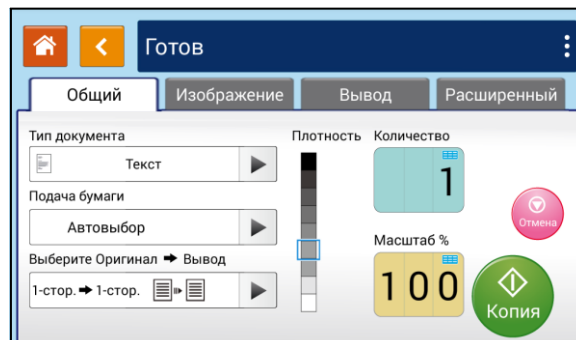 Готов
Общий
Изображение
Вывод
Расширенный
Тип документа
Текст
Подача бумаги
Автовыбор
Выберите Оригинал ➡ Вывод
1-стор. ➡ 1-стор.
Плотность
Количество
1
Масштаб %
100
Отмена
Копия